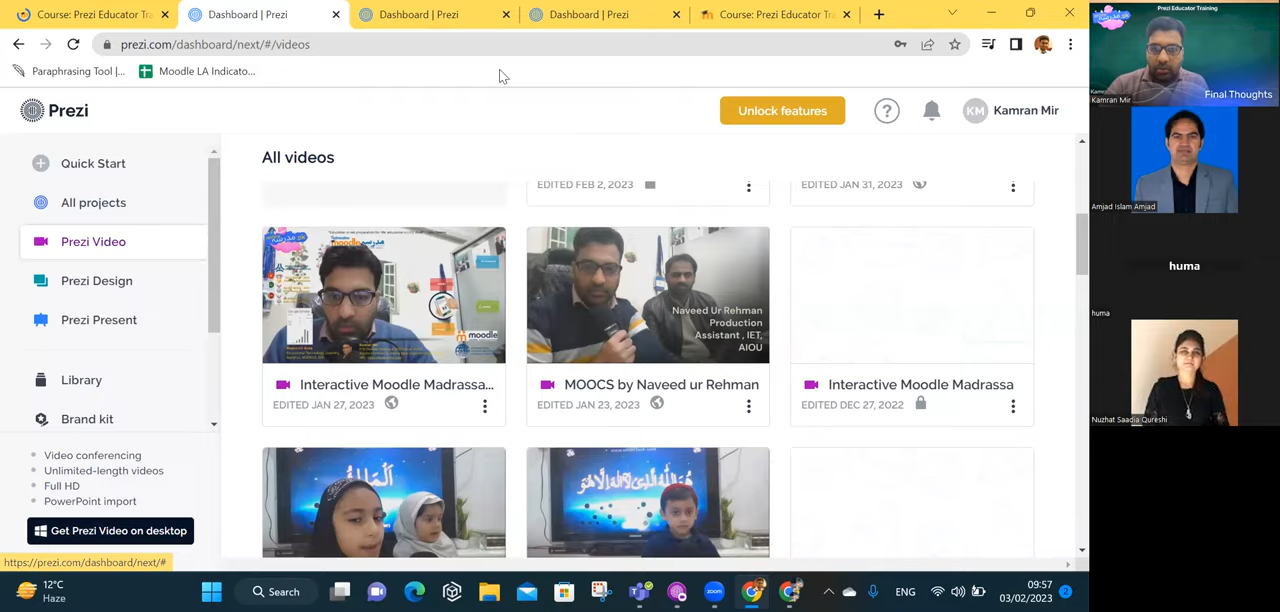 Course: Prezi Educator Tra
Dashboard | Prezi
Dashboard | Prezi
Dashboard | Prezi
Course: Prezi Educator Tra
prezi.com/dashboard/next/#/videos
Paraphrasing Tool |...
Moodle LA Indicato...
Prezi
Unlock features
KM
Kamran Mir
Quick Start
All projects
Prezi Video
Prezi Design
Prezi Present
Library
Brand kit
Video conferencing
Unlimited-length videos
Full HD
PowerPoint import
Get Prezi Video on desktop
https://prezi.com/dashboard/next/#
All videos
EDITED FEB 2, 2023
EDITED JAN 31, 2023
moodle
Naveed Ur Rehman
Production
Assistant , IET,
AIOU
Interactive Moodle Madrassa...
EDITED JAN 27, 2023
MOOCS by Naveed ur Rehman
EDITED JAN 23, 2023
Interactive Moodle Madrassa
EDITED DEC 27, 2022
Prezi Educator Training
Final Thoughts
Kamran Mir
Amjad Islam Amjad
huma
huma
Nuzhat Saadia Qureshi
12°C
Haze
Search
zoom
ENG
09:57
03/02/2023
2